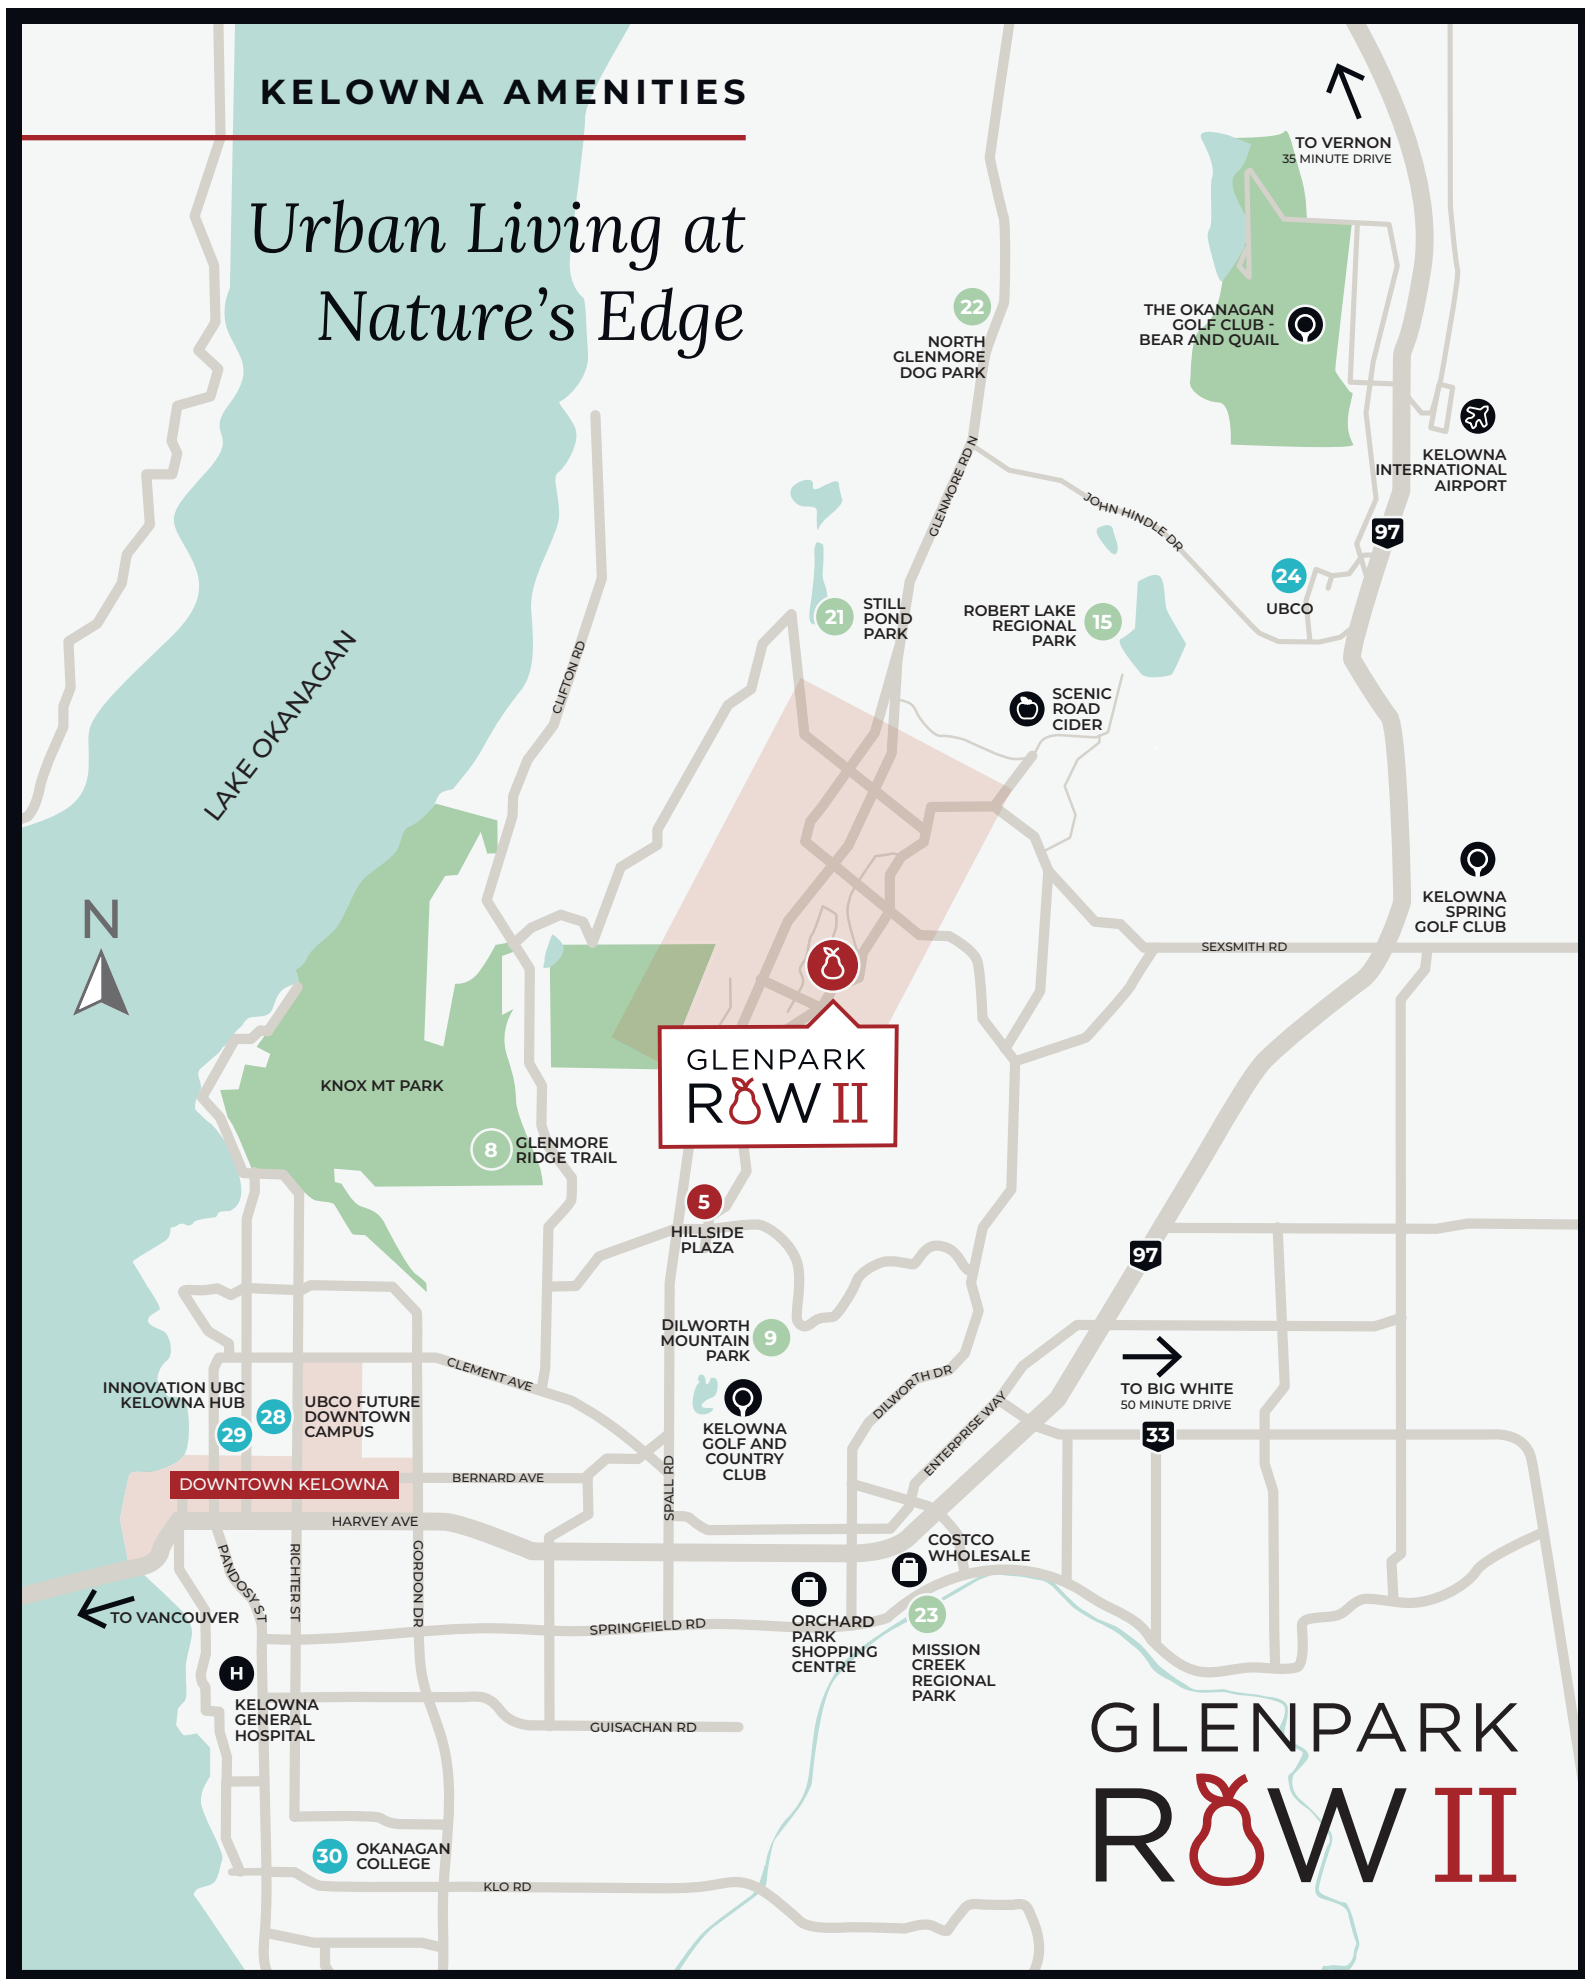 KELOWNA AMENITIES
Urban Living at
Nature's Edge
TO VERNON
35 MINUTE DRIVE
22
NORTH
GLENMORE
DOG PARK
THE OKANAGAN
GOLF CLUB -
BEAR AND QUAIL
KELOWNA
INTERNATIONAL
AIRPORT
GLENMORE RD N
JOHN HINDLE DR
97
24
UBCO
21
STILL
POND
PARK
ROBERT LAKE
REGIONAL
PARK
15
CLIFTON RD
LAKE OKANAGAN
SCENIC
ROAD
CIDER
KELOWNA
SPRING
GOLF CLUB
N
SEXSMITH RD
GLENPARK
ROW II
KNOX MT PARK
8
GLENMORE
RIDGE TRAIL
5
HILLSIDE
PLAZA
97
DILWORTH
MOUNTAIN
PARK
9
CLEMENT AVE
DILWORTH DR
ENTERPRISE WAY
TO BIG WHITE
50 MINUTE DRIVE
33
INNOVATION UBC
KELOWNA HUB
29
28
UBCO FUTURE
DOWNTOWN
CAMPUS
KELOWNA
GOLF AND
COUNTRY
CLUB
DOWNTOWN KELOWNA
BERNARD AVE
SPALL RD
HARVEY AVE
PANDOSY ST
RICHTER ST
GORDON DR
COSTCO
WHOLESALE
TO VANCOUVER
SPRINGFIELD RD
ORCHARD
PARK
SHOPPING
CENTRE
23
MISSION
CREEK
REGIONAL
PARK
H
KELOWNA
GENERAL
HOSPITAL
GUISACHAN RD
GLENPARK
ROW II
30
OKANAGAN
COLLEGE
KLO RD